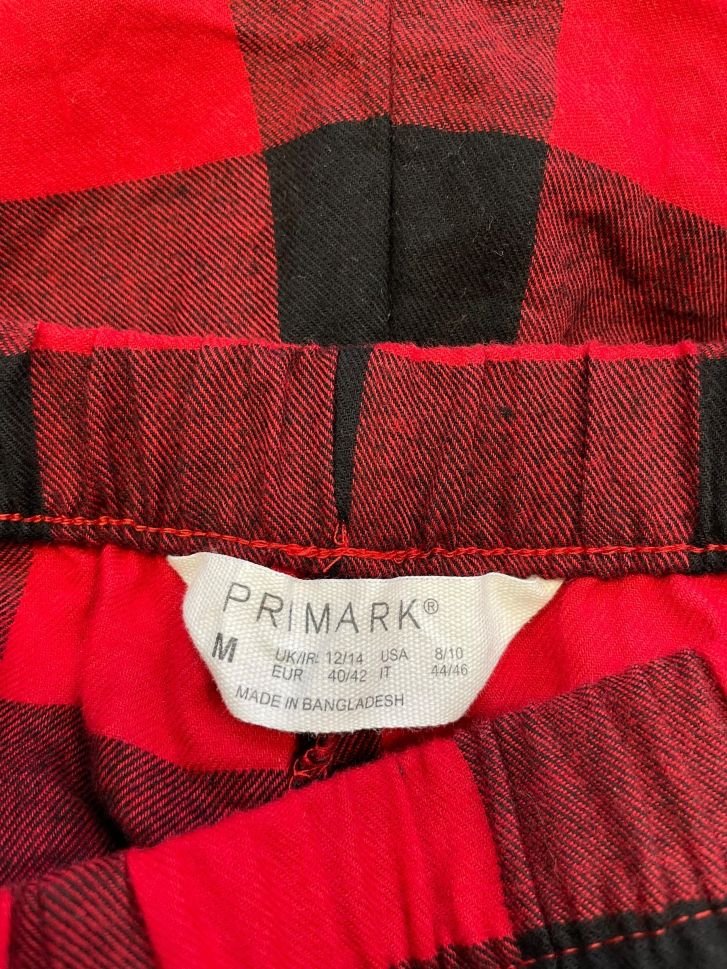 PRIMARK®
M UK/IRL 12/14 USA 8/10
EUR 40/42 IT 44/46
MADE IN BANGLADESH